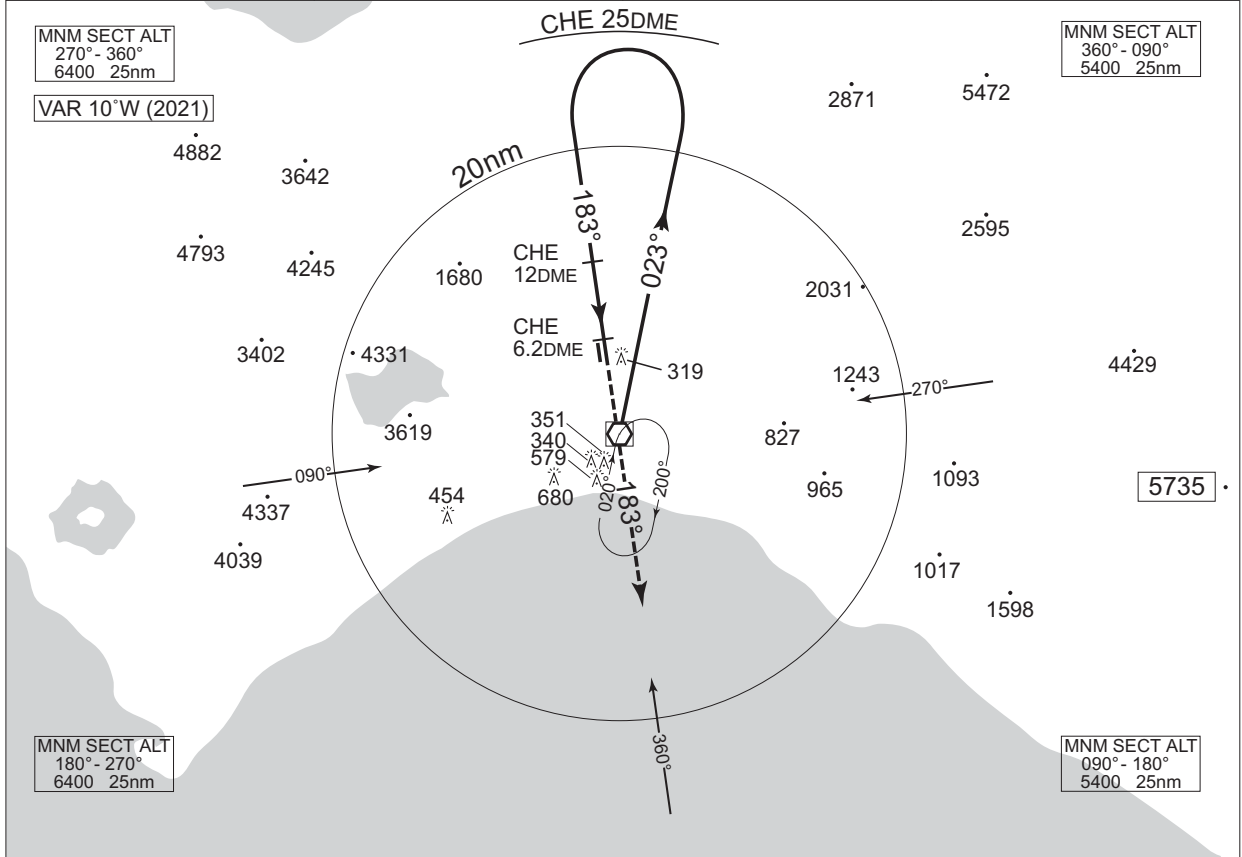 CHE 25DME
MNM SECT ALT
270°- 360°
6400 25nm
MNM SECT ALT
360°- 090°
5400 25nm
VAR 10°W (2021)
2871
5472
4882
3642
20nm
183°
023°
2595
4793
4245
1680
CHE
12DME
2031
CHE
6.2DME
3402
4331
319
4429
1243
270°
3619
351
340
579
827
090°
020°
200°
183°
965
1093
5735
4337
454
680
4039
1017
1598
360°
MNM SECT ALT
180°- 270°
6400 25nm
MNM SECT ALT
090°- 180°
5400 25nm